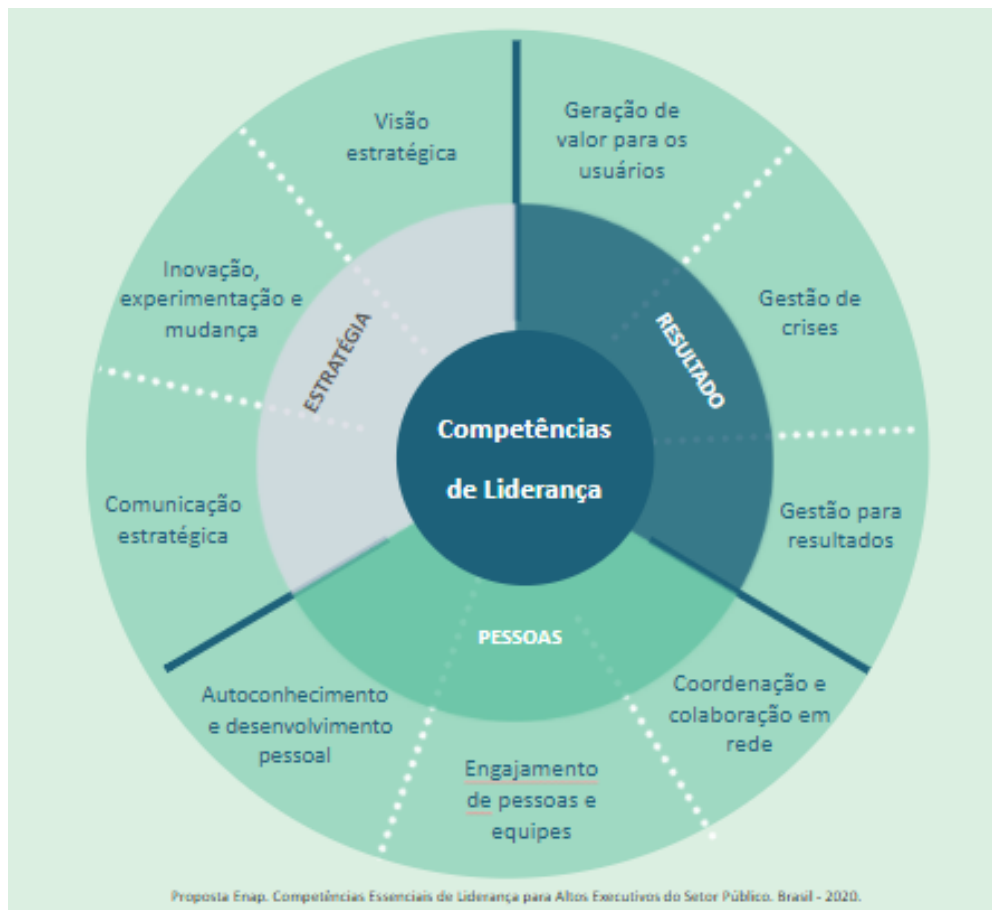 Visão
estratégica
Geração de
valor para os
usuários
Inovação,
experimentação e
mudança
Gestão de
crises
ESTRATÉGIA
RESULTADO
Competências
de Liderança
Comunicação
estratégica
Gestão para
resultados
PESSOAS
Autoconhecimento
e desenvolvimento
pessoal
Coordenação e
colaboração em
rede
Engajamento
de pessoas e
equipes
Proposta Enap. Competências Essenciais de Liderança para Altos Executivos do Setor Público. Brasil - 2020.